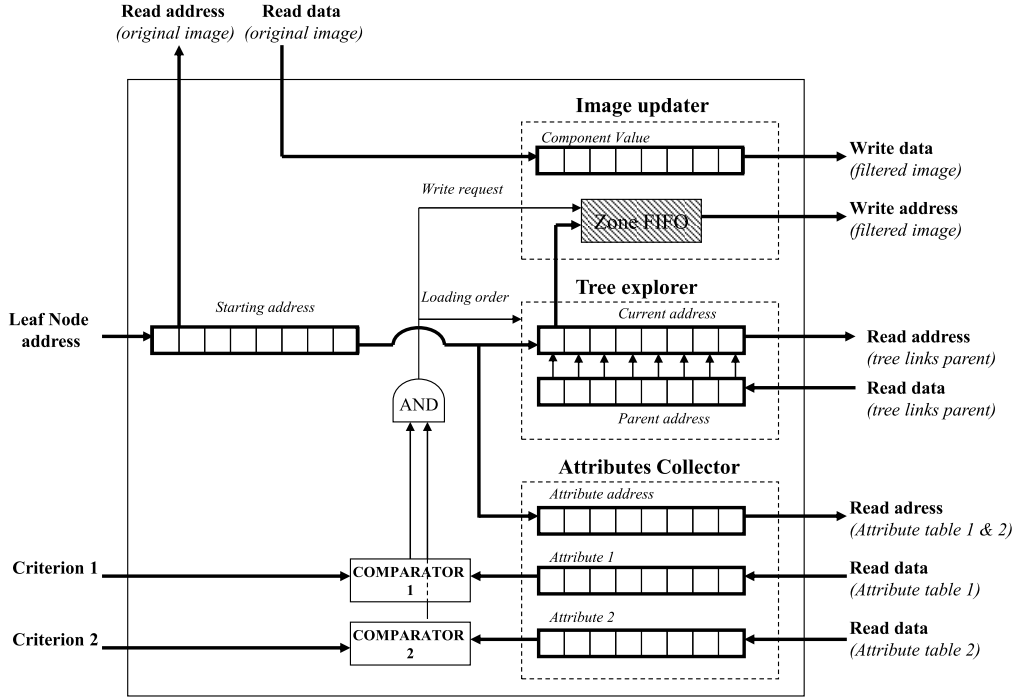 Read address
(original image)
Read data
(original image)
Image updater
Component Value
Write data
(filtered image)
Write request
Zone FIFO
Write address
(filtered image)
Tree explorer
Loading order
Starting address
Current address
Leaf Node
address
Read address
(tree links parent)
Read data
(tree links parent)
AND
Parent address
Attributes Collector
Attribute address
Read adress
(Attribute table 1 & 2)
Criterion 1
COMPARATOR
1
Attribute 1
Read data
(Attribute table 1)
Criterion 2
COMPARATOR
2
Attribute 2
Read data
(Attribute table 2)